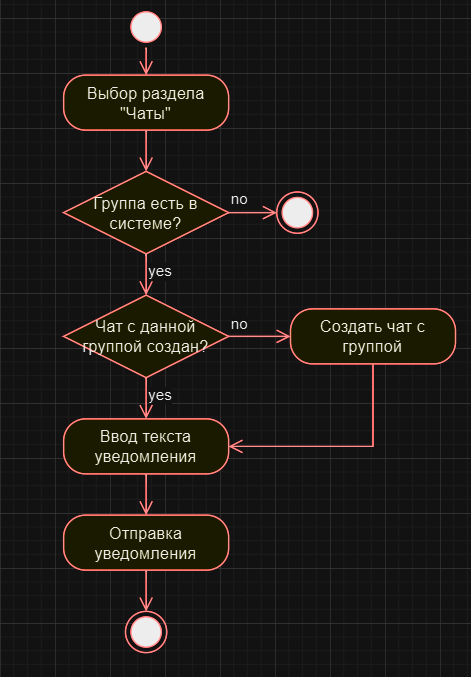 Выбор раздела
"Чаты"
Группа есть в
системе?
no
yes
Чат с данной
группой создан?
no
Создать чат с
группой
yes
Ввод текста
уведомления
Отправка
уведомления